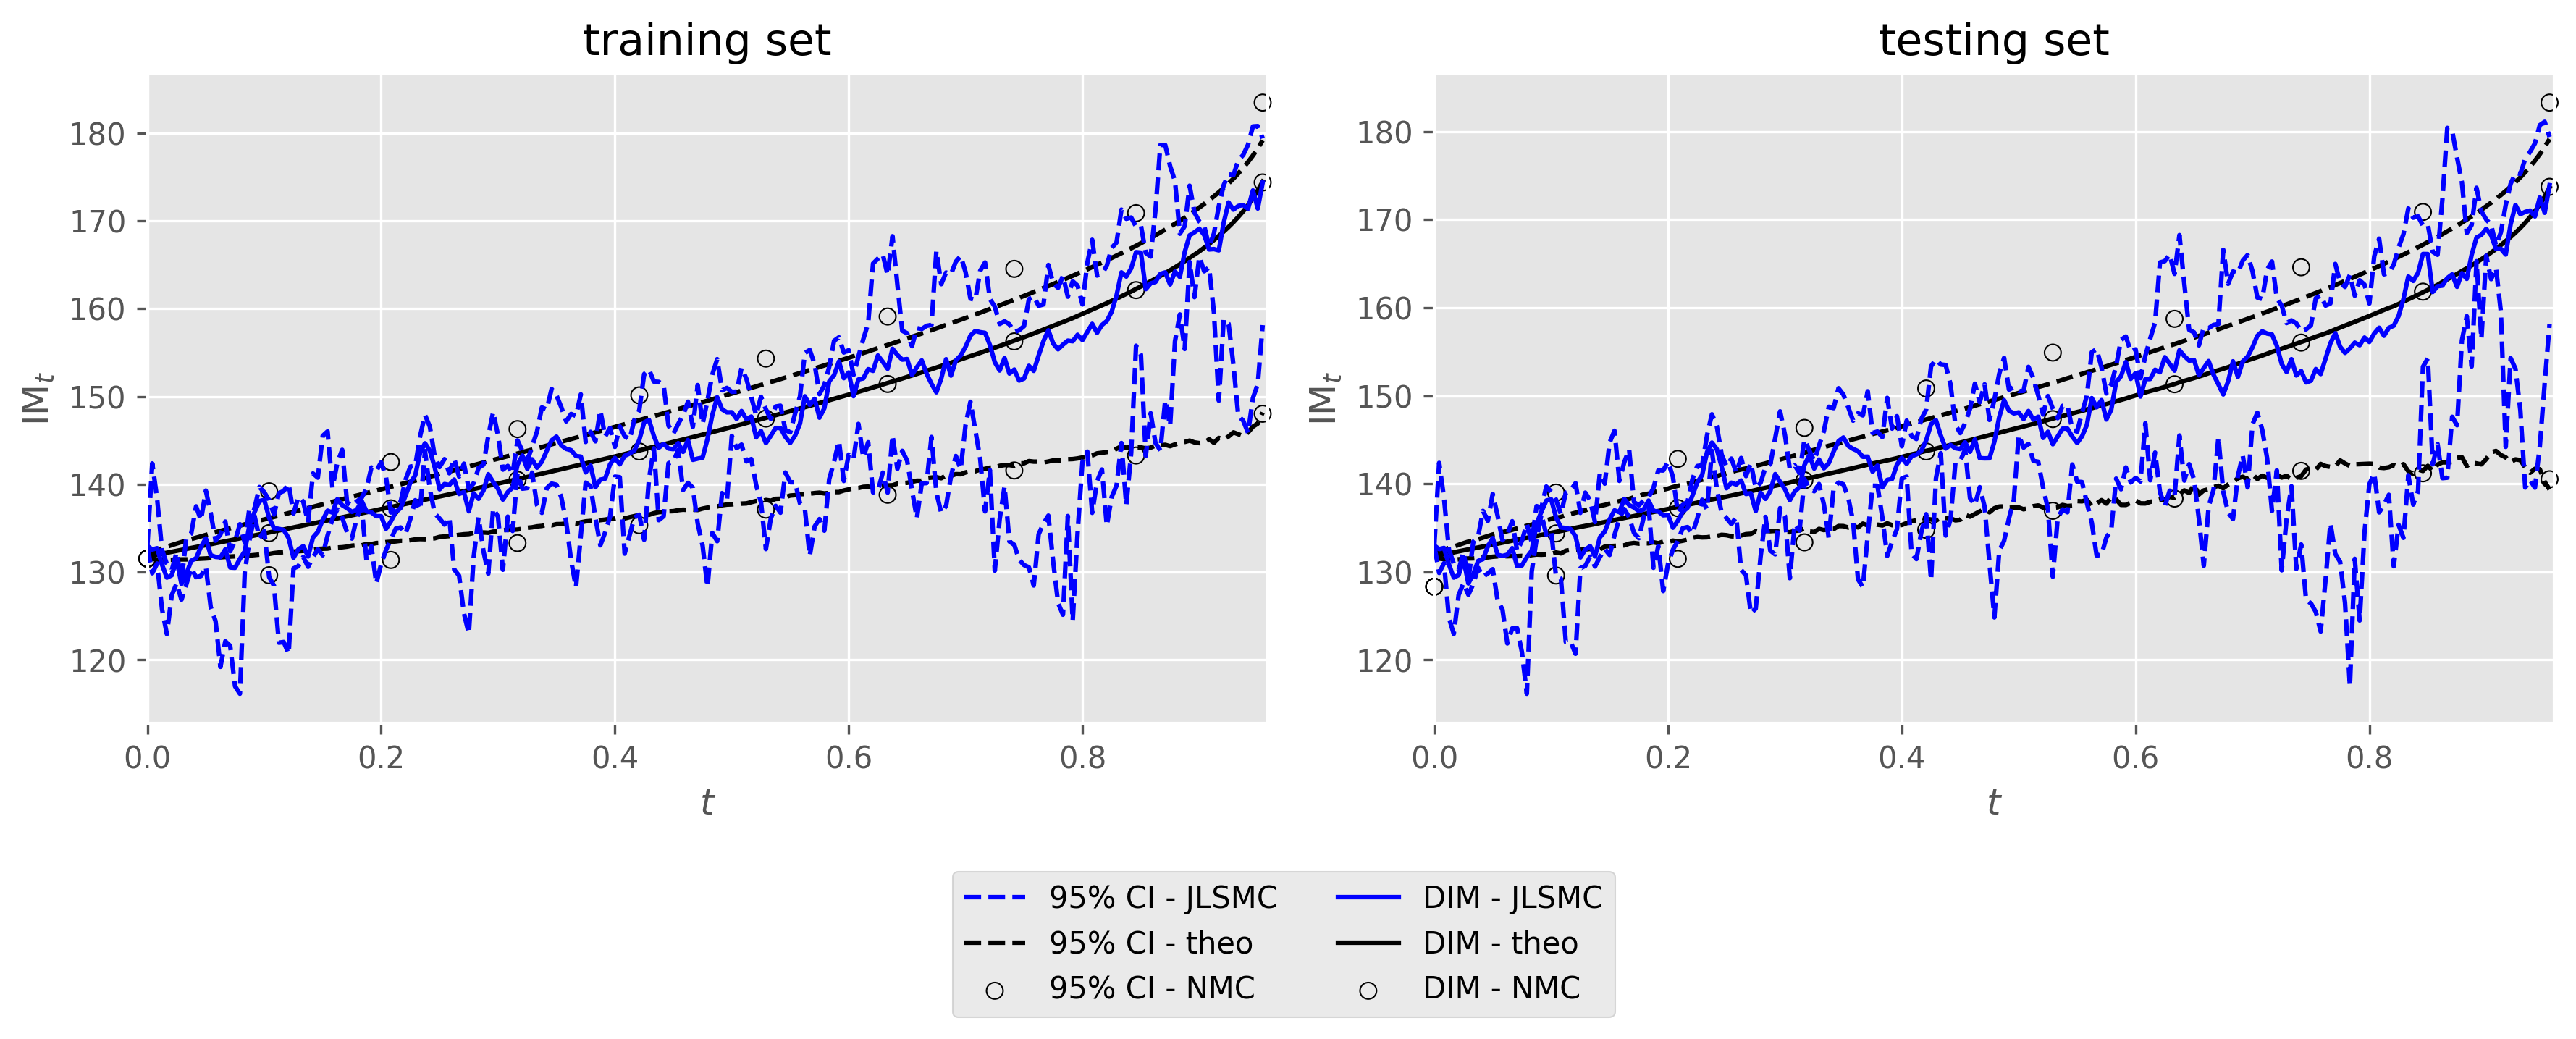 training set
testing set
IM_t
180
170
160
150
140
130
120
0.0 0.2 0.4 0.6 0.8
t
IM_t
180
170
160
150
140
130
120
0.0 0.2 0.4 0.6 0.8
t
95% CI - JLSMC
95% CI - theo
95% CI - NMC
DIM - JLSMC
DIM - theo
DIM - NMC